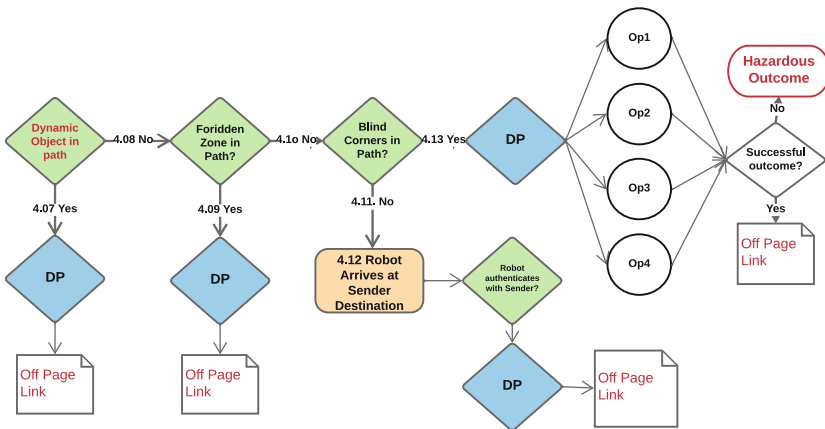 Dynamic
Object in
path
4.08 No
Foridden
Zone in
Path?
4.1o No
Blind
Corners in
Path?
4.13 Yes
DP
Op1
Op2
Op3
Op4
Hazardous
Outcome
No
Successful
outcome?
Yes
Off Page
Link
4.07 Yes
DP
Off Page
Link
4.09 Yes
DP
Off Page
Link
4.11. No
4.12 Robot
Arrives at
Sender
Destination
Robot
authenticates
with Sender?
DP
Off Page
Link